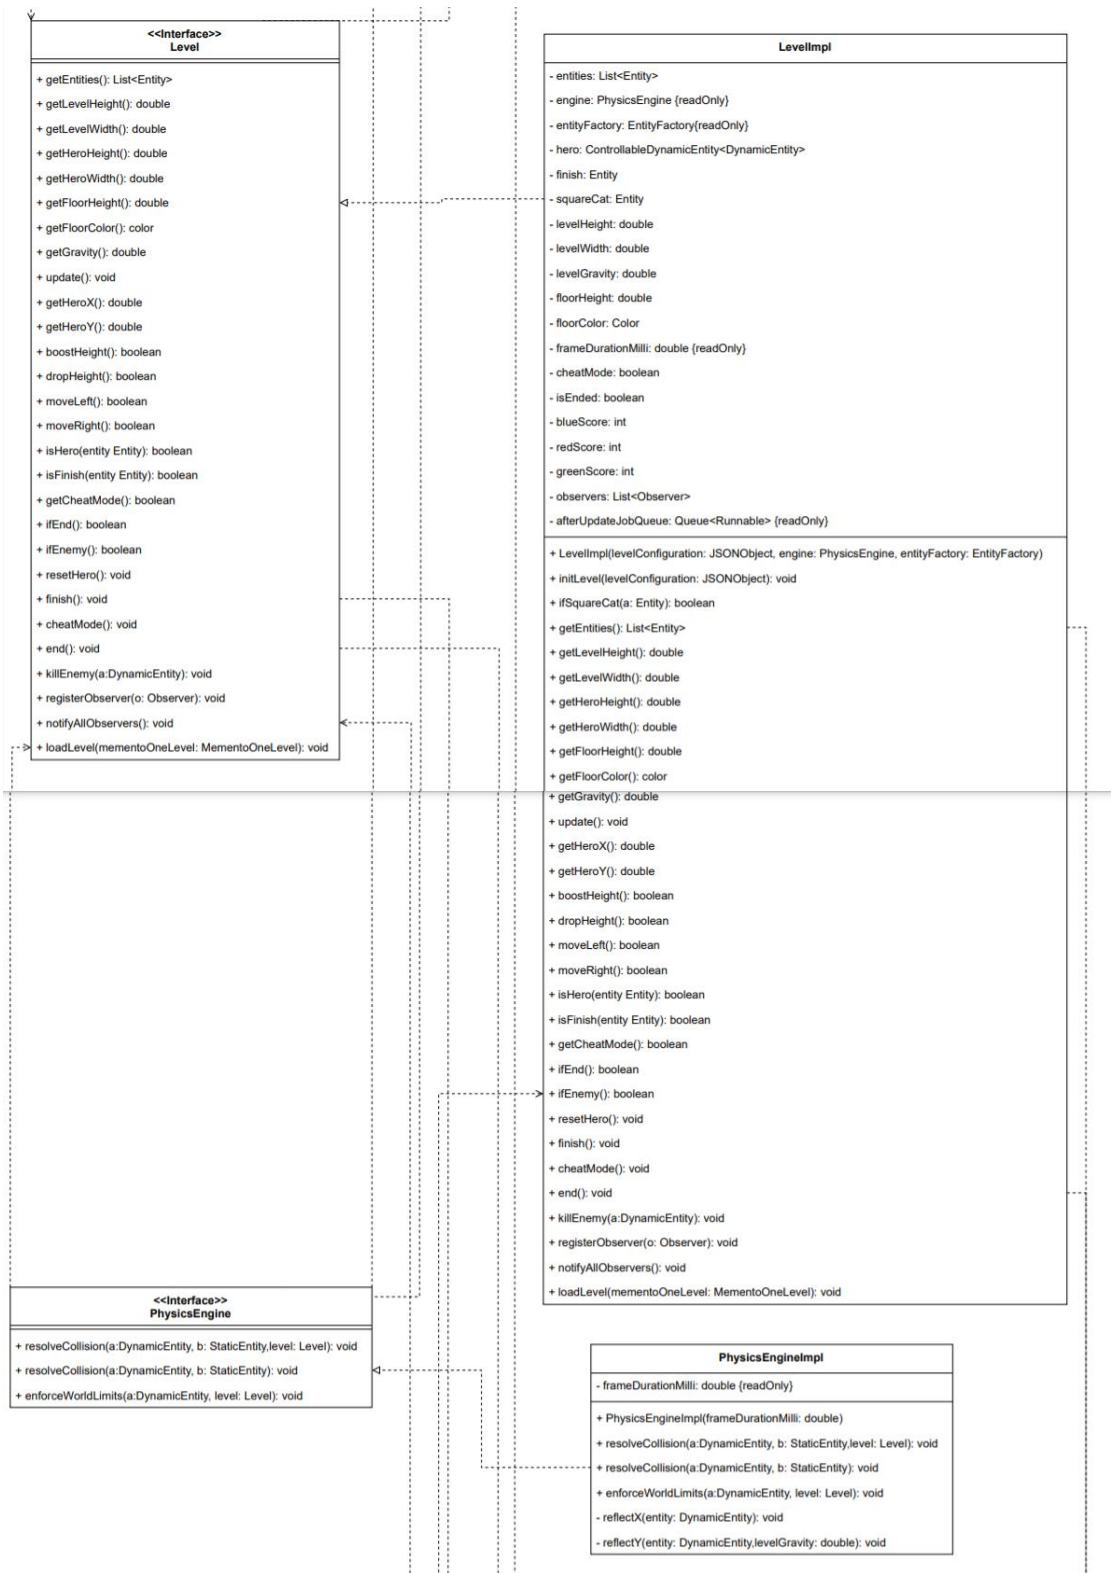 <<Interface>>
Level
+ getEntities(): List<Entity>
+ getLevelHeight(): double
+ getLevelWidth(): double
+ getHeroHeight(): double
+ getHeroWidth(): double
+ getFloorHeight(): double
+ getFloorColor(): color
+ getGravity(): double
+ update(): void
+ getHeroX(): double
+ getHeroY(): double
+ boostHeight(): boolean
+ dropHeight(): boolean
+ moveLeft(): boolean
+ moveRight(): boolean
+ isHero(entity Entity): boolean
+ isFinish(entity Entity): boolean
+ getCheatMode(): boolean
+ ifEnd(): boolean
+ ifEnemy(): boolean
+ resetHero(): void
+ finish(): void
+ cheatMode(): void
+ end(): void
+ killEnemy(a:DynamicEntity): void
+ registerObserver(o: Observer): void
+ notifyAllObservers(): void
+ loadLevel(mementoOneLevel: MementoOneLevel): void
LevelImpl
- entities: List<Entity>
- engine: PhysicsEngine {readOnly}
- entityFactory: EntityFactory{readOnly}
- hero: ControllableDynamicEntity<DynamicEntity>
- finish: Entity
- squareCat: Entity
- levelHeight: double
- levelWidth: double
- levelGravity: double
- floorHeight: double
- floorColor: Color
- frameDurationMilli: double {readOnly}
- cheatMode: boolean
- isEnded: boolean
- blueScore: int
- redScore: int
- greenScore: int
- observers: List<Observer>
- afterUpdateJobQueue: Queue<Runnable> {readOnly}
+ LevelImpl(levelConfiguration: JSONObject, engine: PhysicsEngine, entityFactory: EntityFactory)
+ initLevel(levelConfiguration: JSONObject): void
+ ifSquareCat(a: Entity): boolean
+ getEntities(): List<Entity>
+ getLevelHeight(): double
+ getLevelWidth(): double
+ getHeroHeight(): double
+ getHeroWidth(): double
+ getFloorHeight(): double
+ getFloorColor(): color
+ getGravity(): double
+ update(): void
+ getHeroX(): double
+ getHeroY(): double
+ boostHeight(): boolean
+ dropHeight(): boolean
+ moveLeft(): boolean
+ moveRight(): boolean
+ isHero(entity Entity): boolean
+ isFinish(entity Entity): boolean
+ getCheatMode(): boolean
+ ifEnd(): boolean
+ ifEnemy(): boolean
+ resetHero(): void
+ finish(): void
+ cheatMode(): void
+ end(): void
+ killEnemy(a:DynamicEntity): void
+ registerObserver(o: Observer): void
+ notifyAllObservers(): void
+ loadLevel(mementoOneLevel: MementoOneLevel): void
<<Interface>>
PhysicsEngine
+ resolveCollision(a:DynamicEntity, b: StaticEntity,level: Level): void
+ resolveCollision(a:DynamicEntity, b: StaticEntity): void
+ enforceWorldLimits(a:DynamicEntity, level: Level): void
PhysicsEngineImpl
- frameDurationMilli: double {readOnly}
+ PhysicsEngineImpl(frameDurationMilli: double)
+ resolveCollision(a:DynamicEntity, b: StaticEntity,level: Level): void
+ resolveCollision(a:DynamicEntity, b: StaticEntity): void
+ enforceWorldLimits(a:DynamicEntity, level: Level): void
- reflectX(entity: DynamicEntity): void
- reflectY(entity: DynamicEntity,levelGravity: double): void